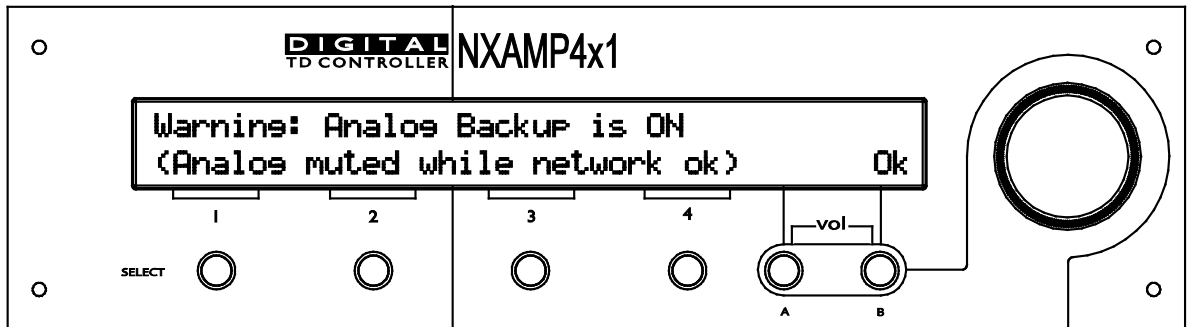 DIGITAL
TD CONTROLLER NXAMP4x1
Warning: Analog Backup is ON
(Analog muted while network ok) Ok
1 2 3 4
vol
SELECT
A B